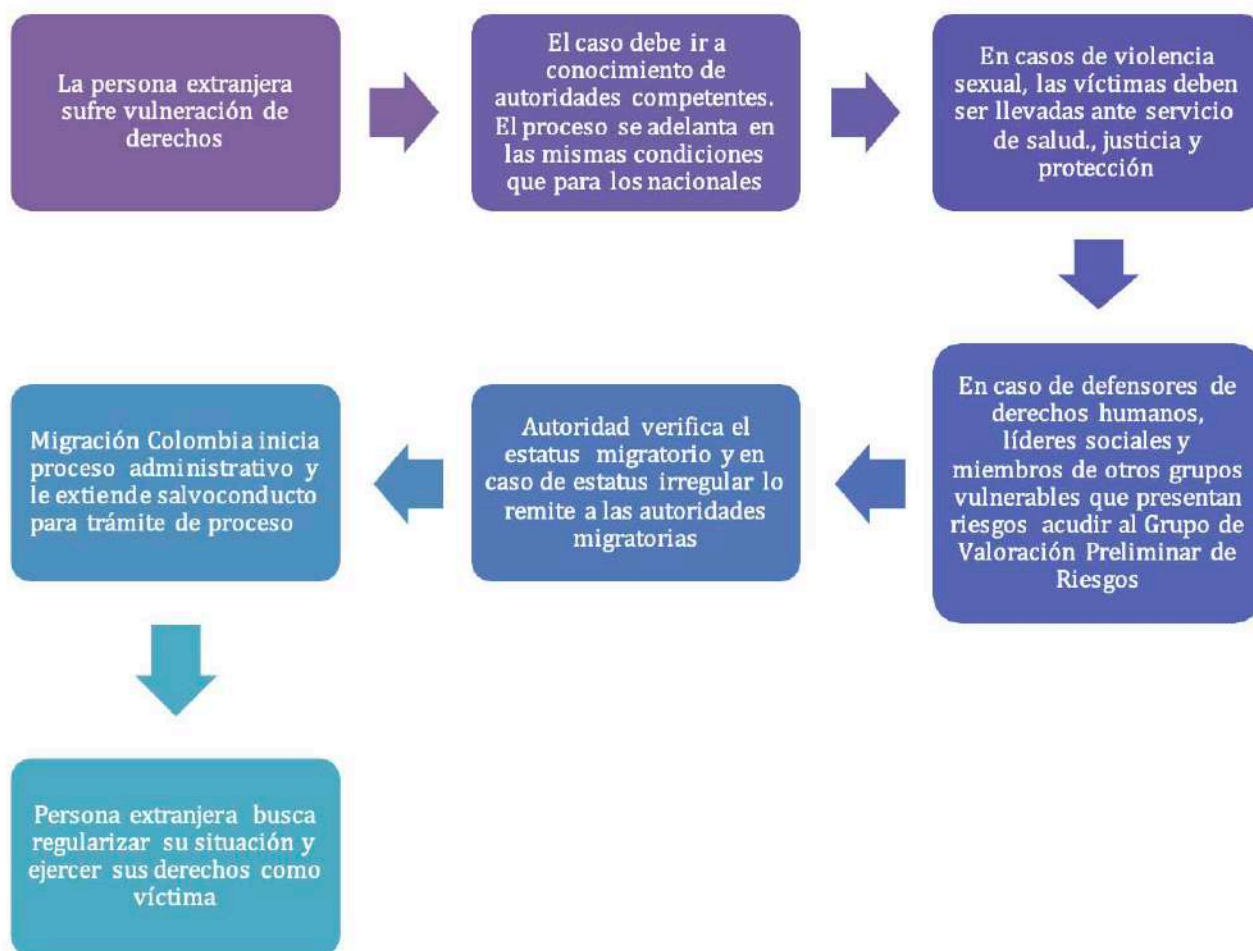 La persona extranjera
sufre vulneración de
derechos
El caso debe ir a
conocimiento de
autoridades competentes.
El proceso se adelanta en
las mismas condiciones
que para los nacionales
En casos de violencia
sexual, las víctimas deben
ser llevadas ante servicio
de salud., justicia y
protección
En caso de defensores de
derechos humanos,
líderes sociales y
miembros de otros grupos
vulnerables que presentan
riesgos acudir al Grupo de
Valoración Preliminar de
Riesgos
Autoridad verifica el
estatus migratorio y en
caso de estatus irregular lo
remite a las autoridades
migratorias
Migración Colombia inicia
proceso administrativo y
le extiende salvoconducto
para trámite de proceso
Persona extranjera busca
regularizar su situación y
ejercer sus derechos como
víctima